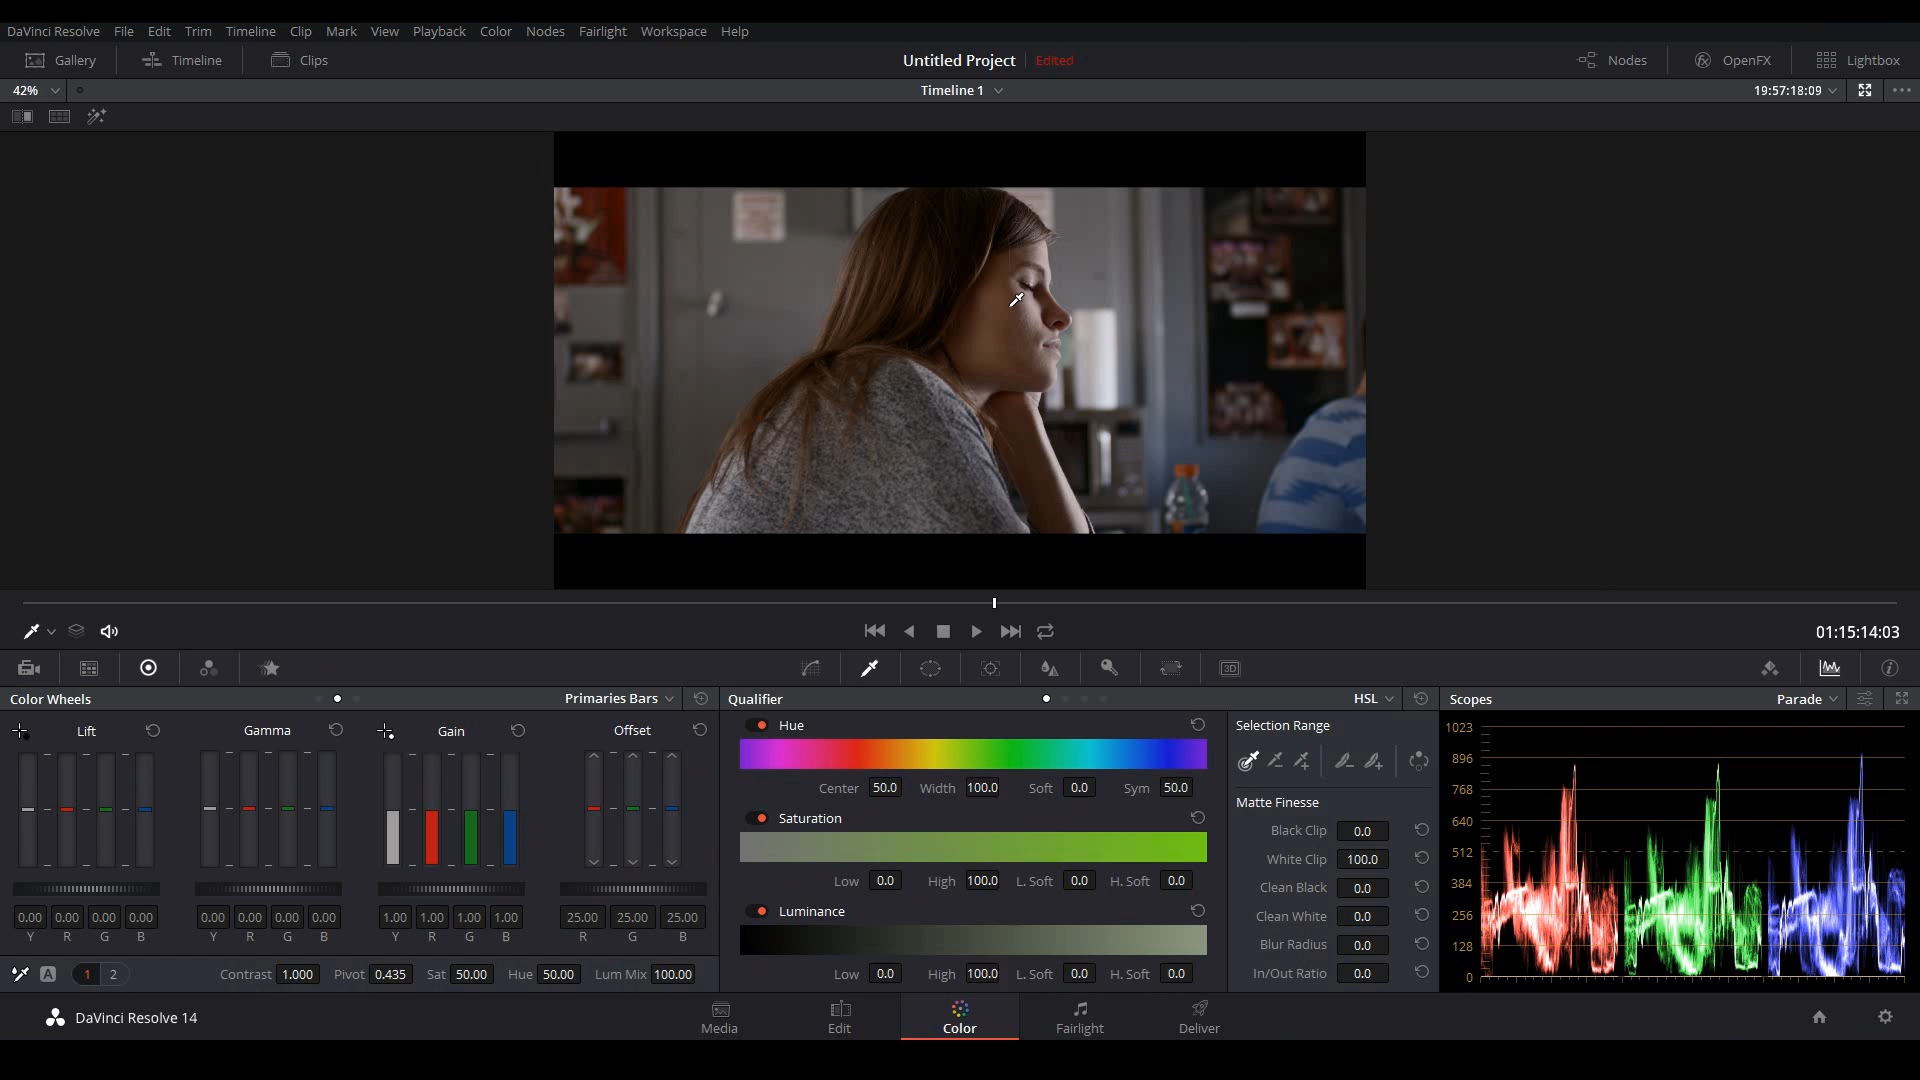 DaVinci Resolve File Edit Trim Timeline Clip Mark View Playback Color Nodes Fairlight Workspace Help
Gallery Timeline Clips Untitled Project Edited Nodes OpenFX Lightbox
42% Timeline 1 19:57:18:09
01:15:14:03
Color Wheels Primaries Bars Qualifier HSL Scopes Parade
Lift Gamma Gain Offset
0.00 0.00 0.00 0.00 0.00 0.00 0.00 0.00 1.00 1.00 1.00 1.00 25.00 25.00 25.00
Y R G B Y R G B Y R G B R G B
A 1 2 Contrast 1.000 Pivot 0.435 Sat 50.00 Hue 50.00 Lum Mix 100.00
Hue
Center 50.0 Width 100.0 Soft 0.0 Sym 50.0
Saturation
Low 0.0 High 100.0 L. Soft 0.0 H. Soft 0.0
Luminance
Low 0.0 High 100.0 L. Soft 0.0 H. Soft 0.0
Selection Range
Matte Finesse
Black Clip 0.0
White Clip 100.0
Clean Black 0.0
Clean White 0.0
Blur Radius 0.0
In/Out Ratio 0.0
1023
896
768
640
512
384
256
128
0
3D
DaVinci Resolve 14 Media Edit Color Fairlight Deliver